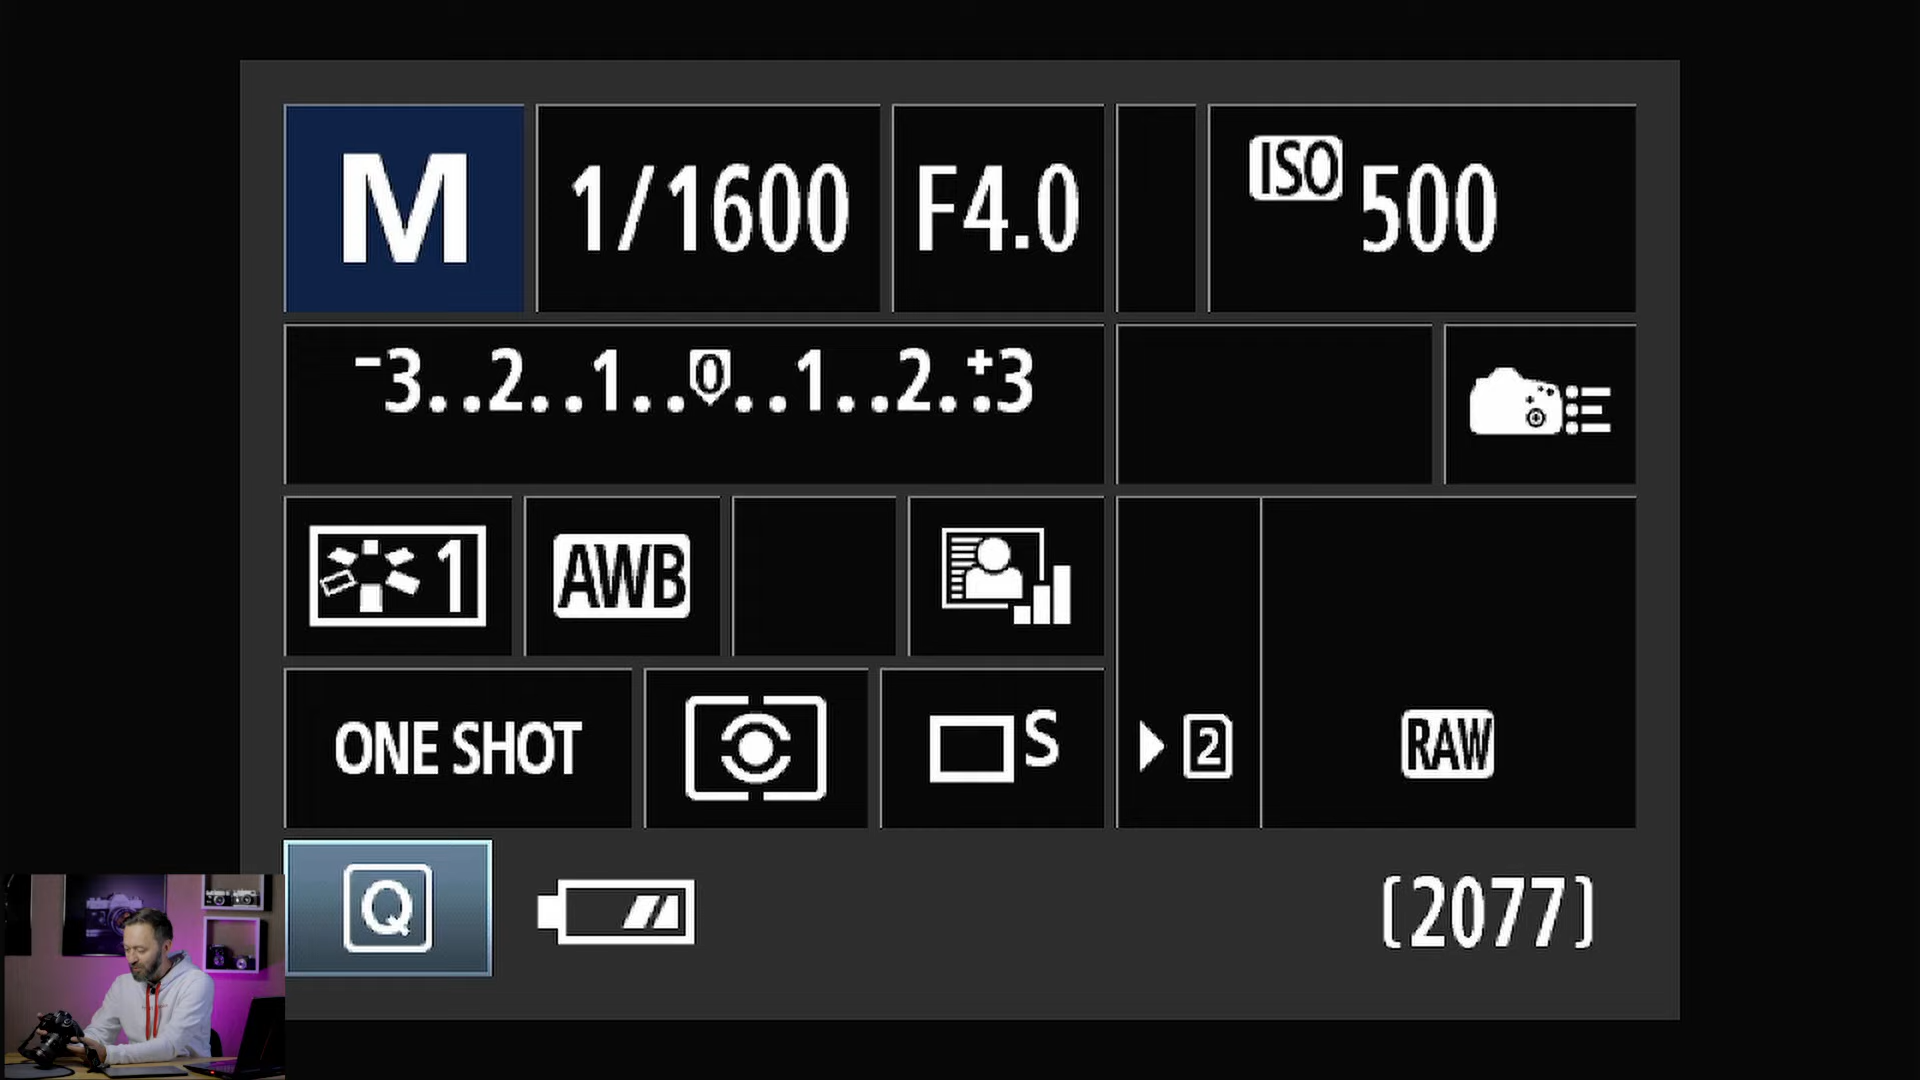 M 1/1600 F4.0 ISO 500
-3..2..1..0..1..2..+3
1 AWB
ONE SHOT S 2 RAW
Q [2077]